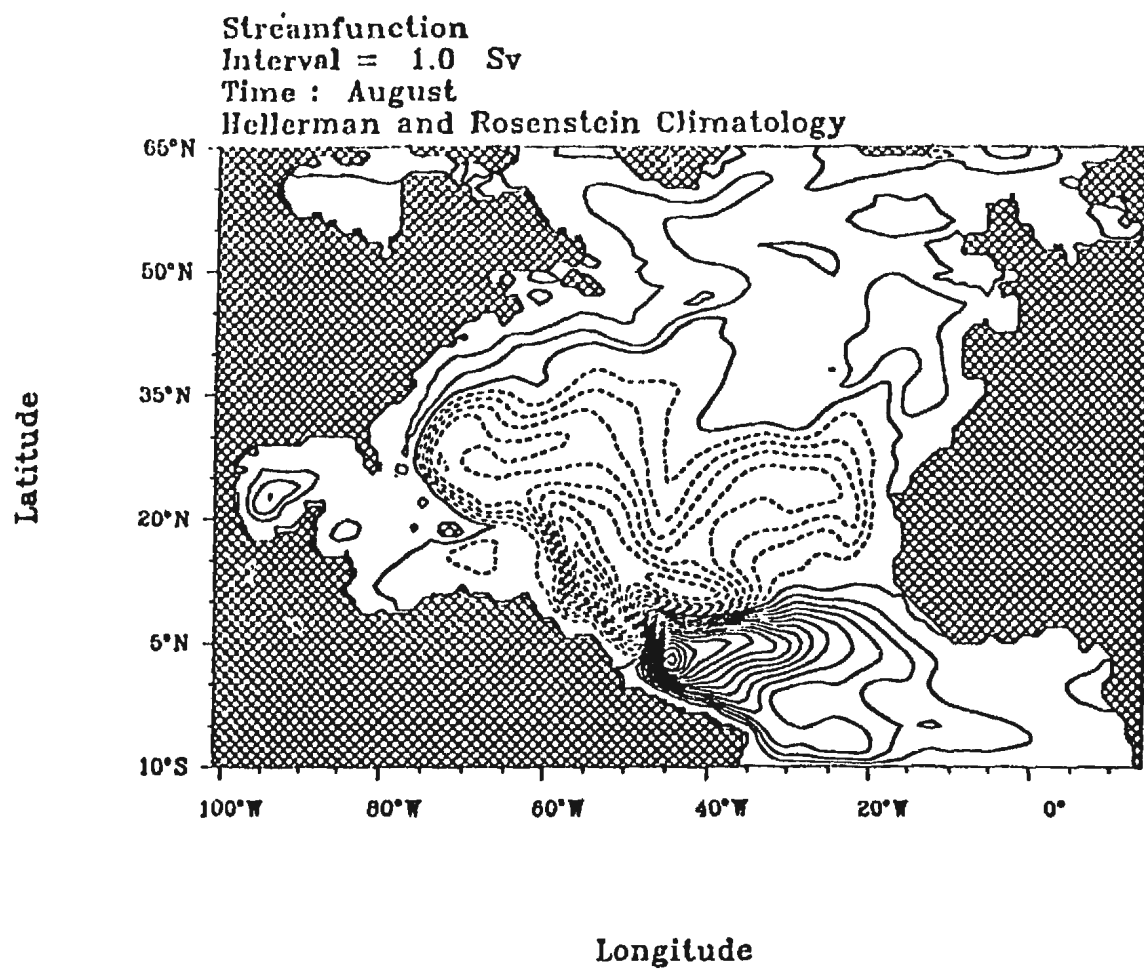 Streamfunction
Interval = 1.0 Sv
Time : August
Hellerman and Rosenstein Climatology
65°N
50°N
35°N
20°N
5°N
10°S
100°W
80°W
60°W
40°W
20°W
0°
Latitude
Longitude